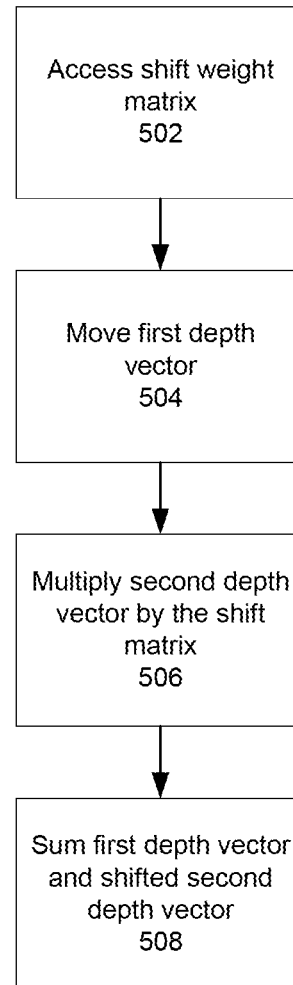 Access shift weight
matrix
502
Move first depth
vector
504
Multiply second depth
vector by the shift
matrix
506
Sum first depth vector
and shifted second
depth vector
508